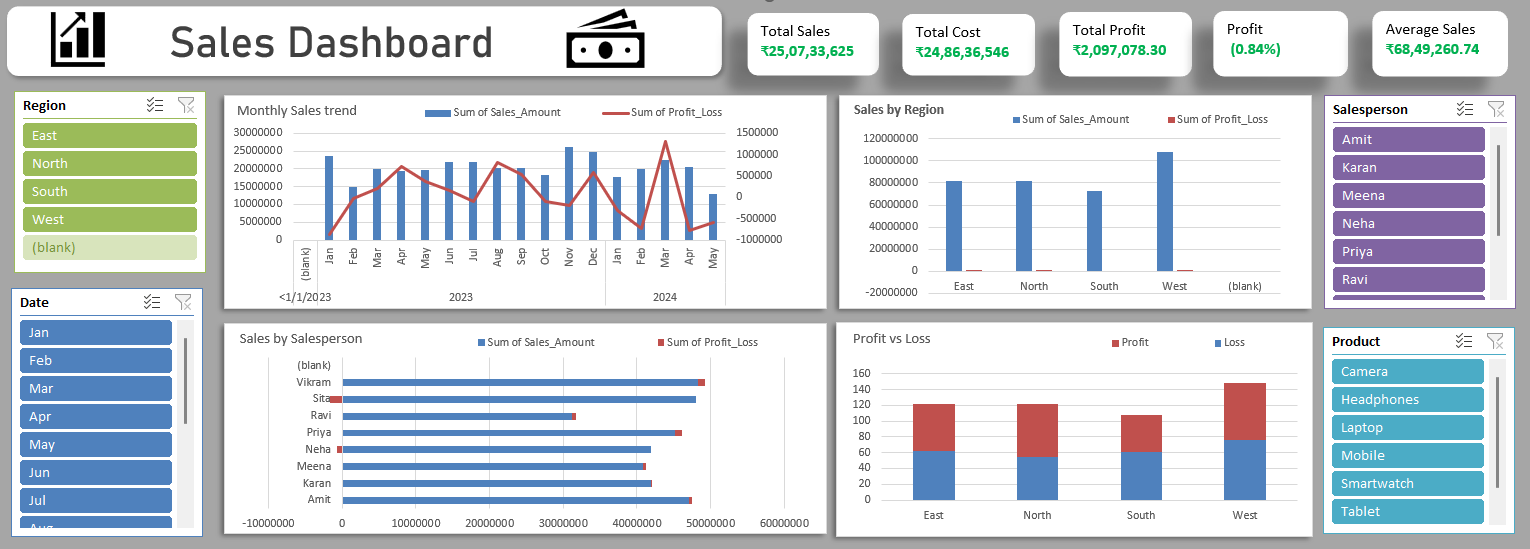 Sales Dashboard
Total Sales
₹25,07,33,625
Total Cost
₹24,86,36,546
Total Profit
₹2,097,078.30
Profit
(0.84%)
Average Sales
₹68,49,260.74
Region
East
North
South
West
(blank)
Date
Jan
Feb
Mar
Apr
May
Jun
Jul
Aug
Monthly Sales trend
Sum of Sales_Amount
Sum of Profit_Loss
30000000
25000000
20000000
15000000
10000000
5000000
0
1500000
1000000
500000
0
-500000
-1000000
(blank)
Jan
Feb
Mar
Apr
May
Jun
Jul
Aug
Sep
Oct
Nov
Dec
Jan
Feb
Mar
Apr
May
<1/1/2023
2023
2024
Sales by Region
Sum of Sales_Amount
Sum of Profit_Loss
120000000
100000000
80000000
60000000
40000000
20000000
0
-20000000
East
North
South
West
(blank)
Salesperson
Amit
Karan
Meena
Neha
Priya
Ravi
Sales by Salesperson
Sum of Sales_Amount
Sum of Profit_Loss
(blank)
Vikram
Sita
Ravi
Priya
Neha
Meena
Karan
Amit
-10000000
0
10000000
20000000
30000000
40000000
50000000
60000000
Profit vs Loss
Profit
Loss
160
140
120
100
80
60
40
20
0
East
North
South
West
Product
Camera
Headphones
Laptop
Mobile
Smartwatch
Tablet